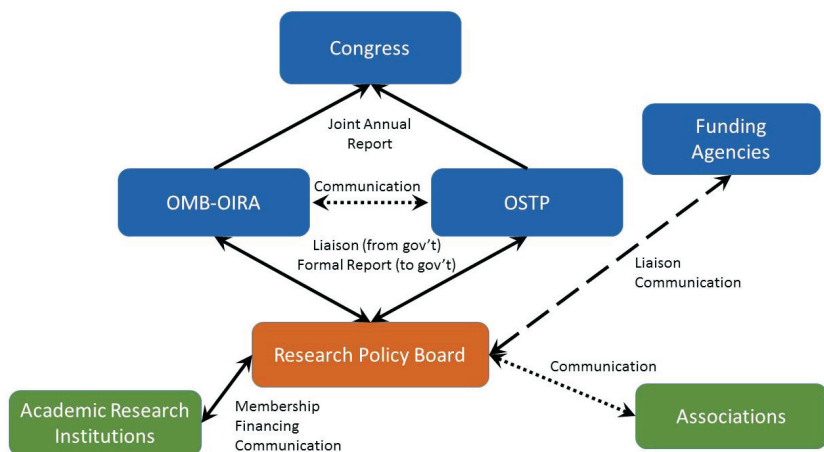 Congress
Joint Annual
Report
Funding
Agencies
OMB-OIRA
Communication
OSTP
Liaison (from gov't)
Formal Report (to gov't)
Liaison
Communication
Research Policy Board
Communication
Academic Research
Institutions
Membership
Financing
Communication
Associations